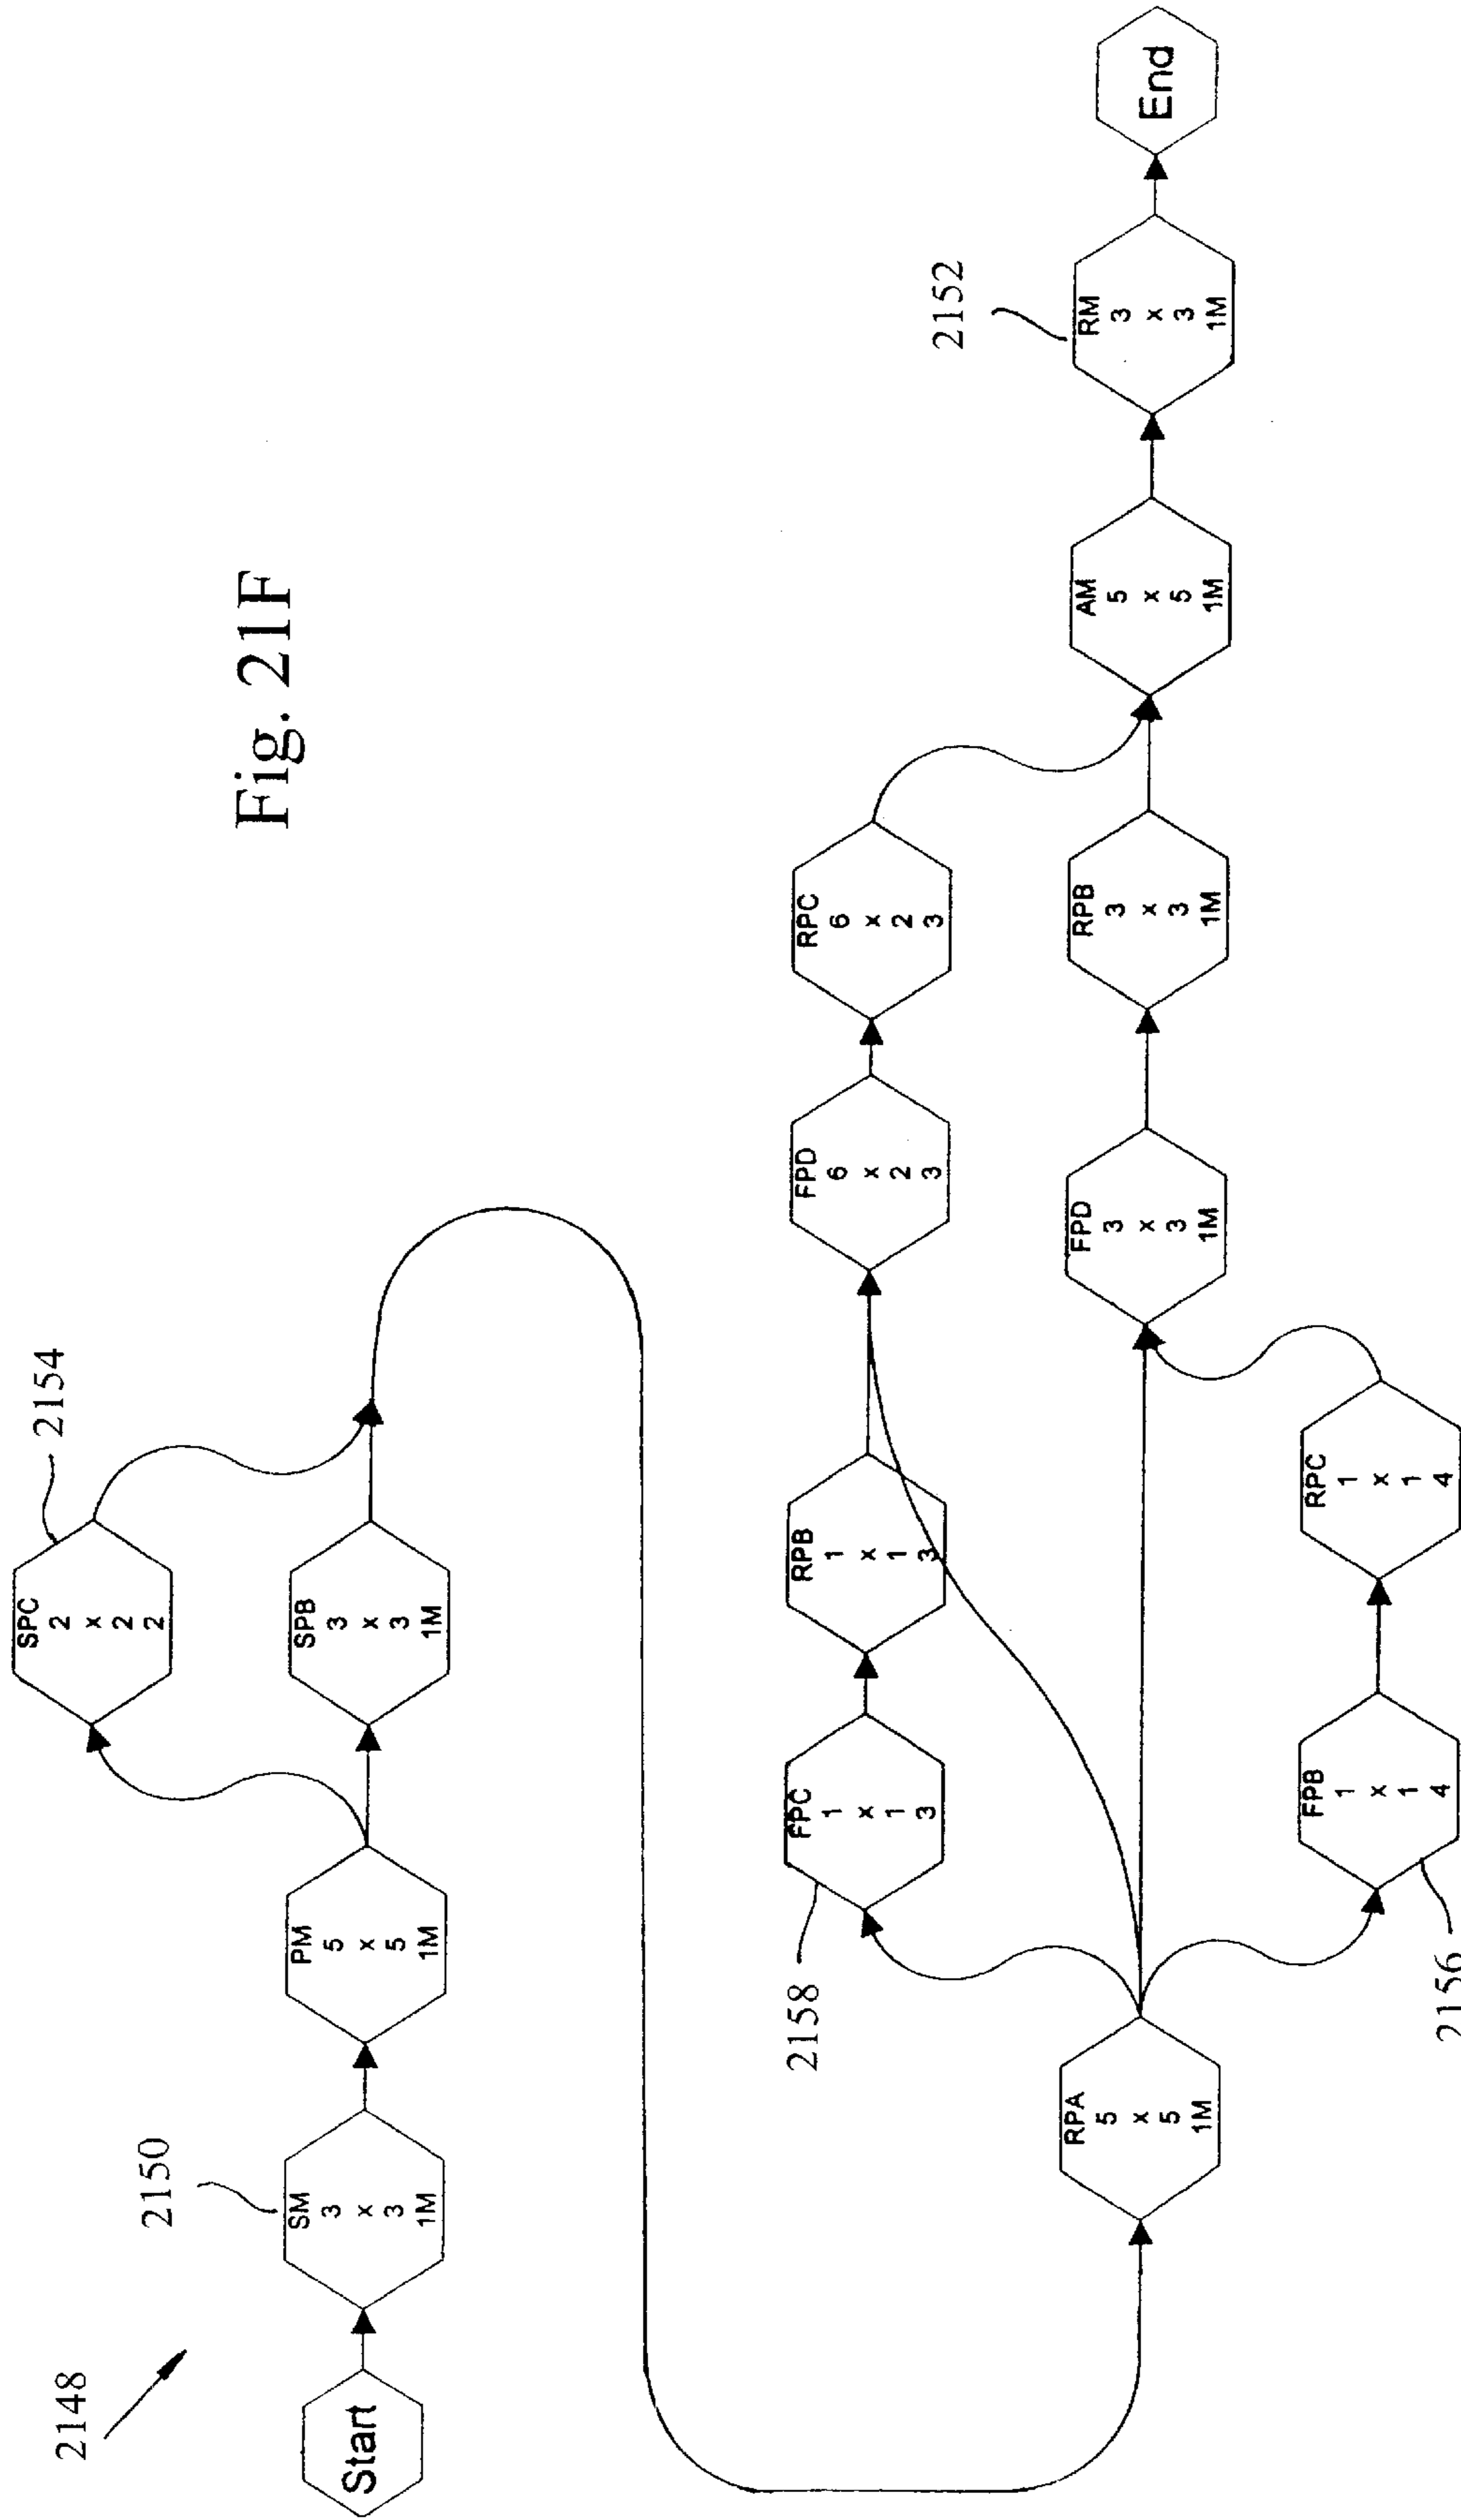 Fig. 21F
2148
Start
2150
SM
3
x
3
1M
PM
5
x
5
1M
2154
SPC
2
x
2
2
SPB
3
x
3
1M
RPA
5
x
5
1M
2158
FPC
1
x
1
3
RPB
1
x
1
3
FPD
6
x
2
3
RPC
6
x
2
3
FPD
3
x
3
1M
RPB
3
x
3
1M
2156
FPB
1
x
1
4
RPC
1
x
1
4
AM
5
x
5
1M
2152
RM
3
x
3
1M
End